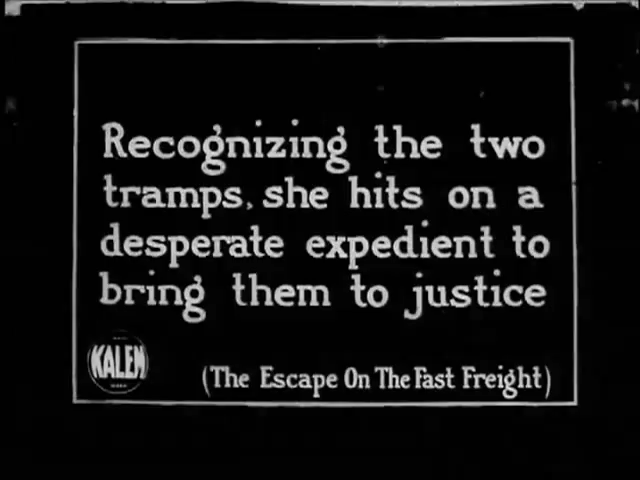 Recognizing the two
tramps, she hits on a
desperate expedient to
bring them to justice
KALEM
(The Escape On The Fast Freight)